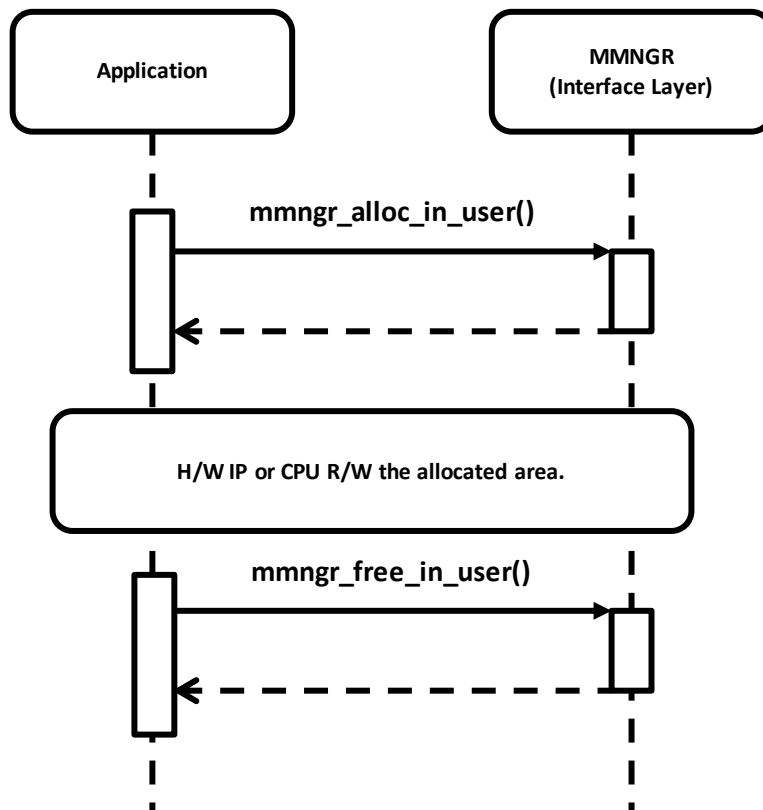 Application
MMNGR
(Interface Layer)
mmngr_alloc_in_user()
H/W IP or CPU R/W the allocated area.
mmngr_free_in_user()